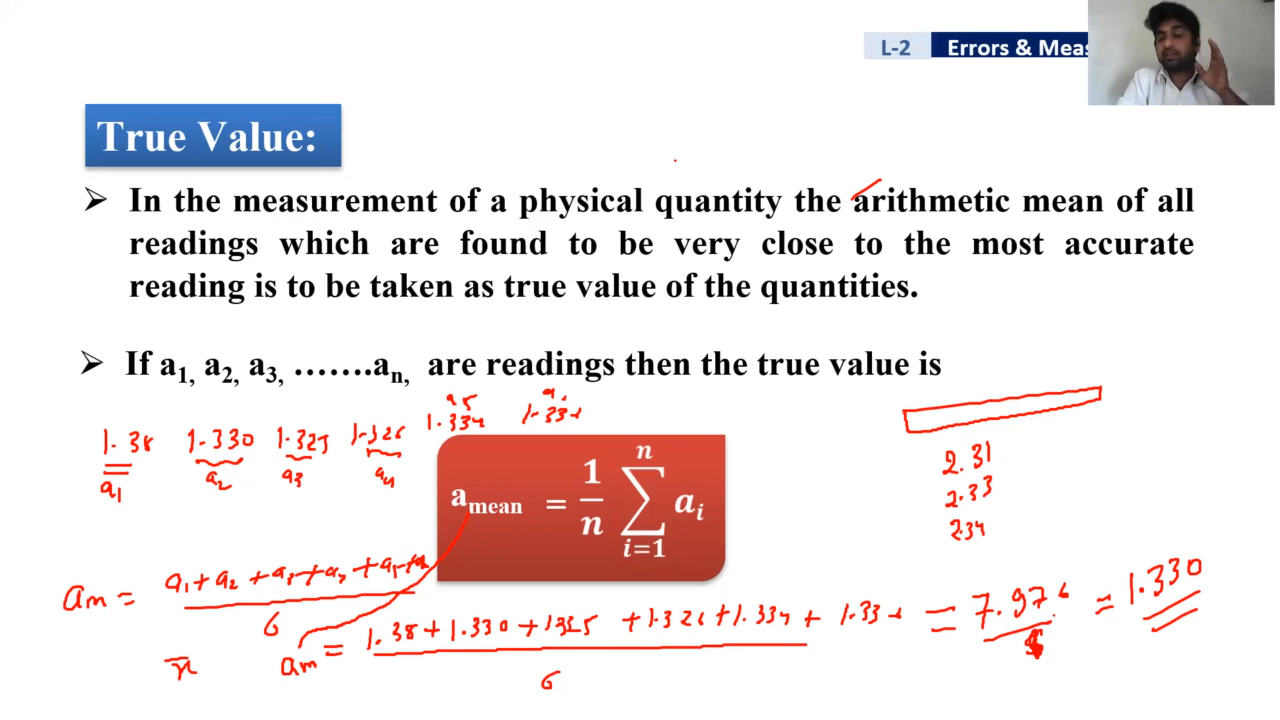 L-2 Errors & Meas
True Value:
➢ In the measurement of a physical quantity the arithmetic mean of all
readings which are found to be very close to the most accurate
reading is to be taken as true value of the quantities.
➢ If a1, a2, a3, …….an, are readings then the true value is
a5
1.38 1.330 1.325 1.326 1.334
a1 a2 a3 a4
amean = 1/n ∑ i=1 n ai
2.31
2.33
2.34
am = a1 + a2 + a3 + a4 + a5 +
6
am = 1.38 + 1.330 + 1.325 + 1.326 + 1.334 + = 7.976 = 1.330
6